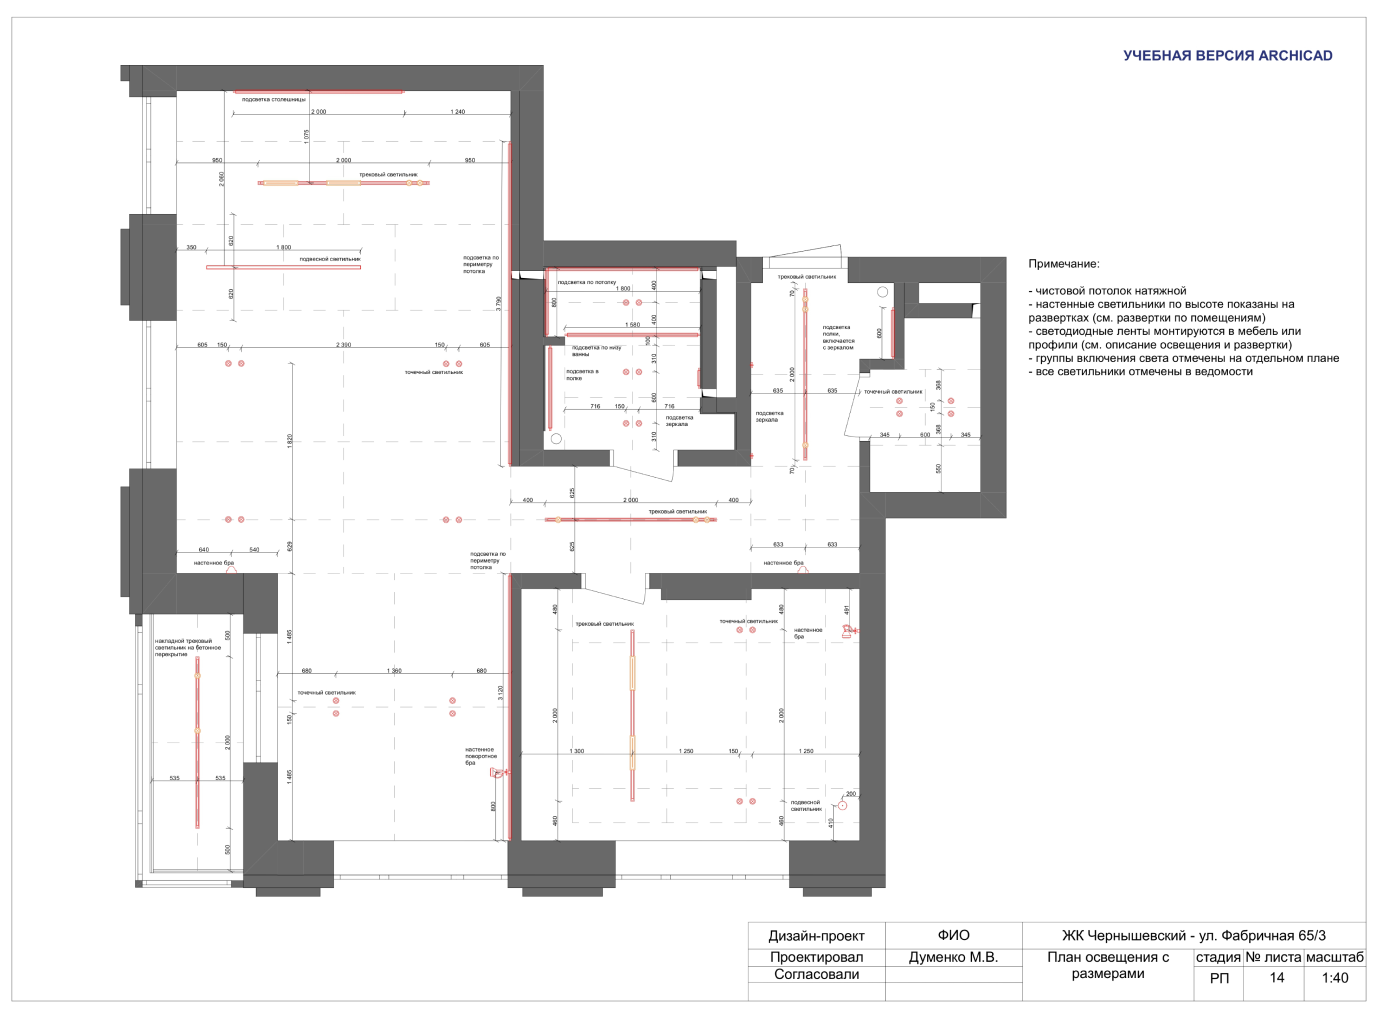 УЧЕБНАЯ ВЕРСИЯ ARCHICAD
подсветка столешницы
2 000
1 240
1 075
950
2 000
950
трековый светильник
2 060
620
350
1 800
подвесной светильник
620
подсветка по
периметру
потолка
3 790
605
150
2 390
150
605
точечный светильник
1 820
подсветка по потолку
1 800
400
800
400
1 580
100
подсветка по низу
ванны
310
подсветка в
полке
600
716
150
716
подсветка
зеркала
310
трековый светильник
70
подсветка
полки,
включается
с зеркалом
600
2 000
635
635
точечный светильник
368
150
368
подсветка
зеркала
345
600
345
550
70
400
2 000
400
625
трековый светильник
625
640
540
629
настенное бра
подсветка по
периметру
потолка
633
633
настенное бра
500
накладной трековый
светильник на бетонное
перекрытие
2 000
535
535
500
1 485
680
1 360
680
точечный светильник
150
3 120
1 485
настенное
поворотное
бра
800
480
трековый светильник
точечный светильник
480
491
настенное
бра
2 000
2 000
1 300
1 250
150
1 250
подвесной
светильник
200
410
460
460
Примечание:
- чистовой потолок натяжной
- настенные светильники по высоте показаны на
развертках (см. развертки по помещениям)
- светодиодные ленты монтируются в мебель или
профили (см. описание освещения и развертки)
- группы включения света отмечены на отдельном плане
- все светильники отмечены в ведомости
Дизайн-проект
ФИО
ЖК Чернышевский - ул. Фабричная 65/3
Проектировал
Думенко М.В.
План освещения с
размерами
стадия
№ листа
масштаб
Согласовали
РП
14
1:40